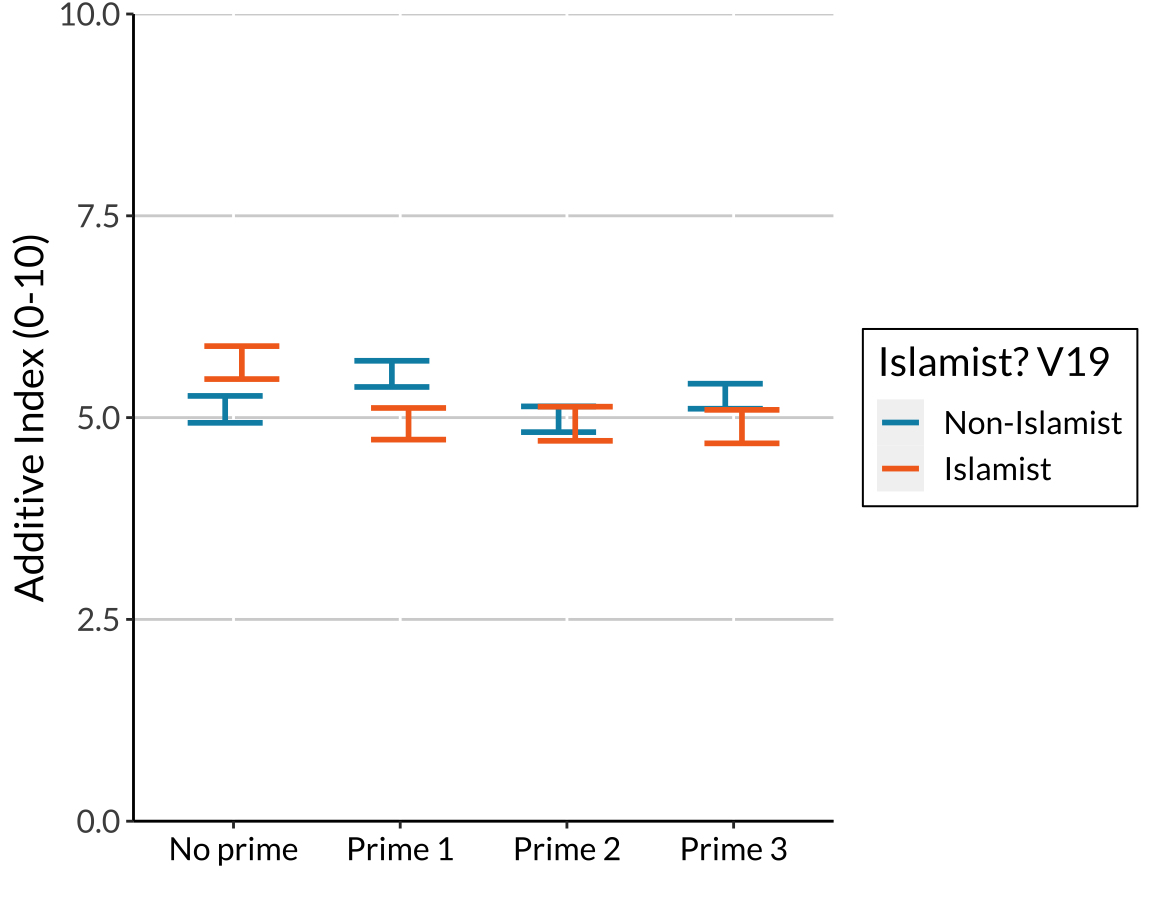 Additive Index (0-10)
10.0
7.5
5.0
2.5
0.0
No prime
Prime 1
Prime 2
Prime 3
Islamist? V19
Non-Islamist
Islamist